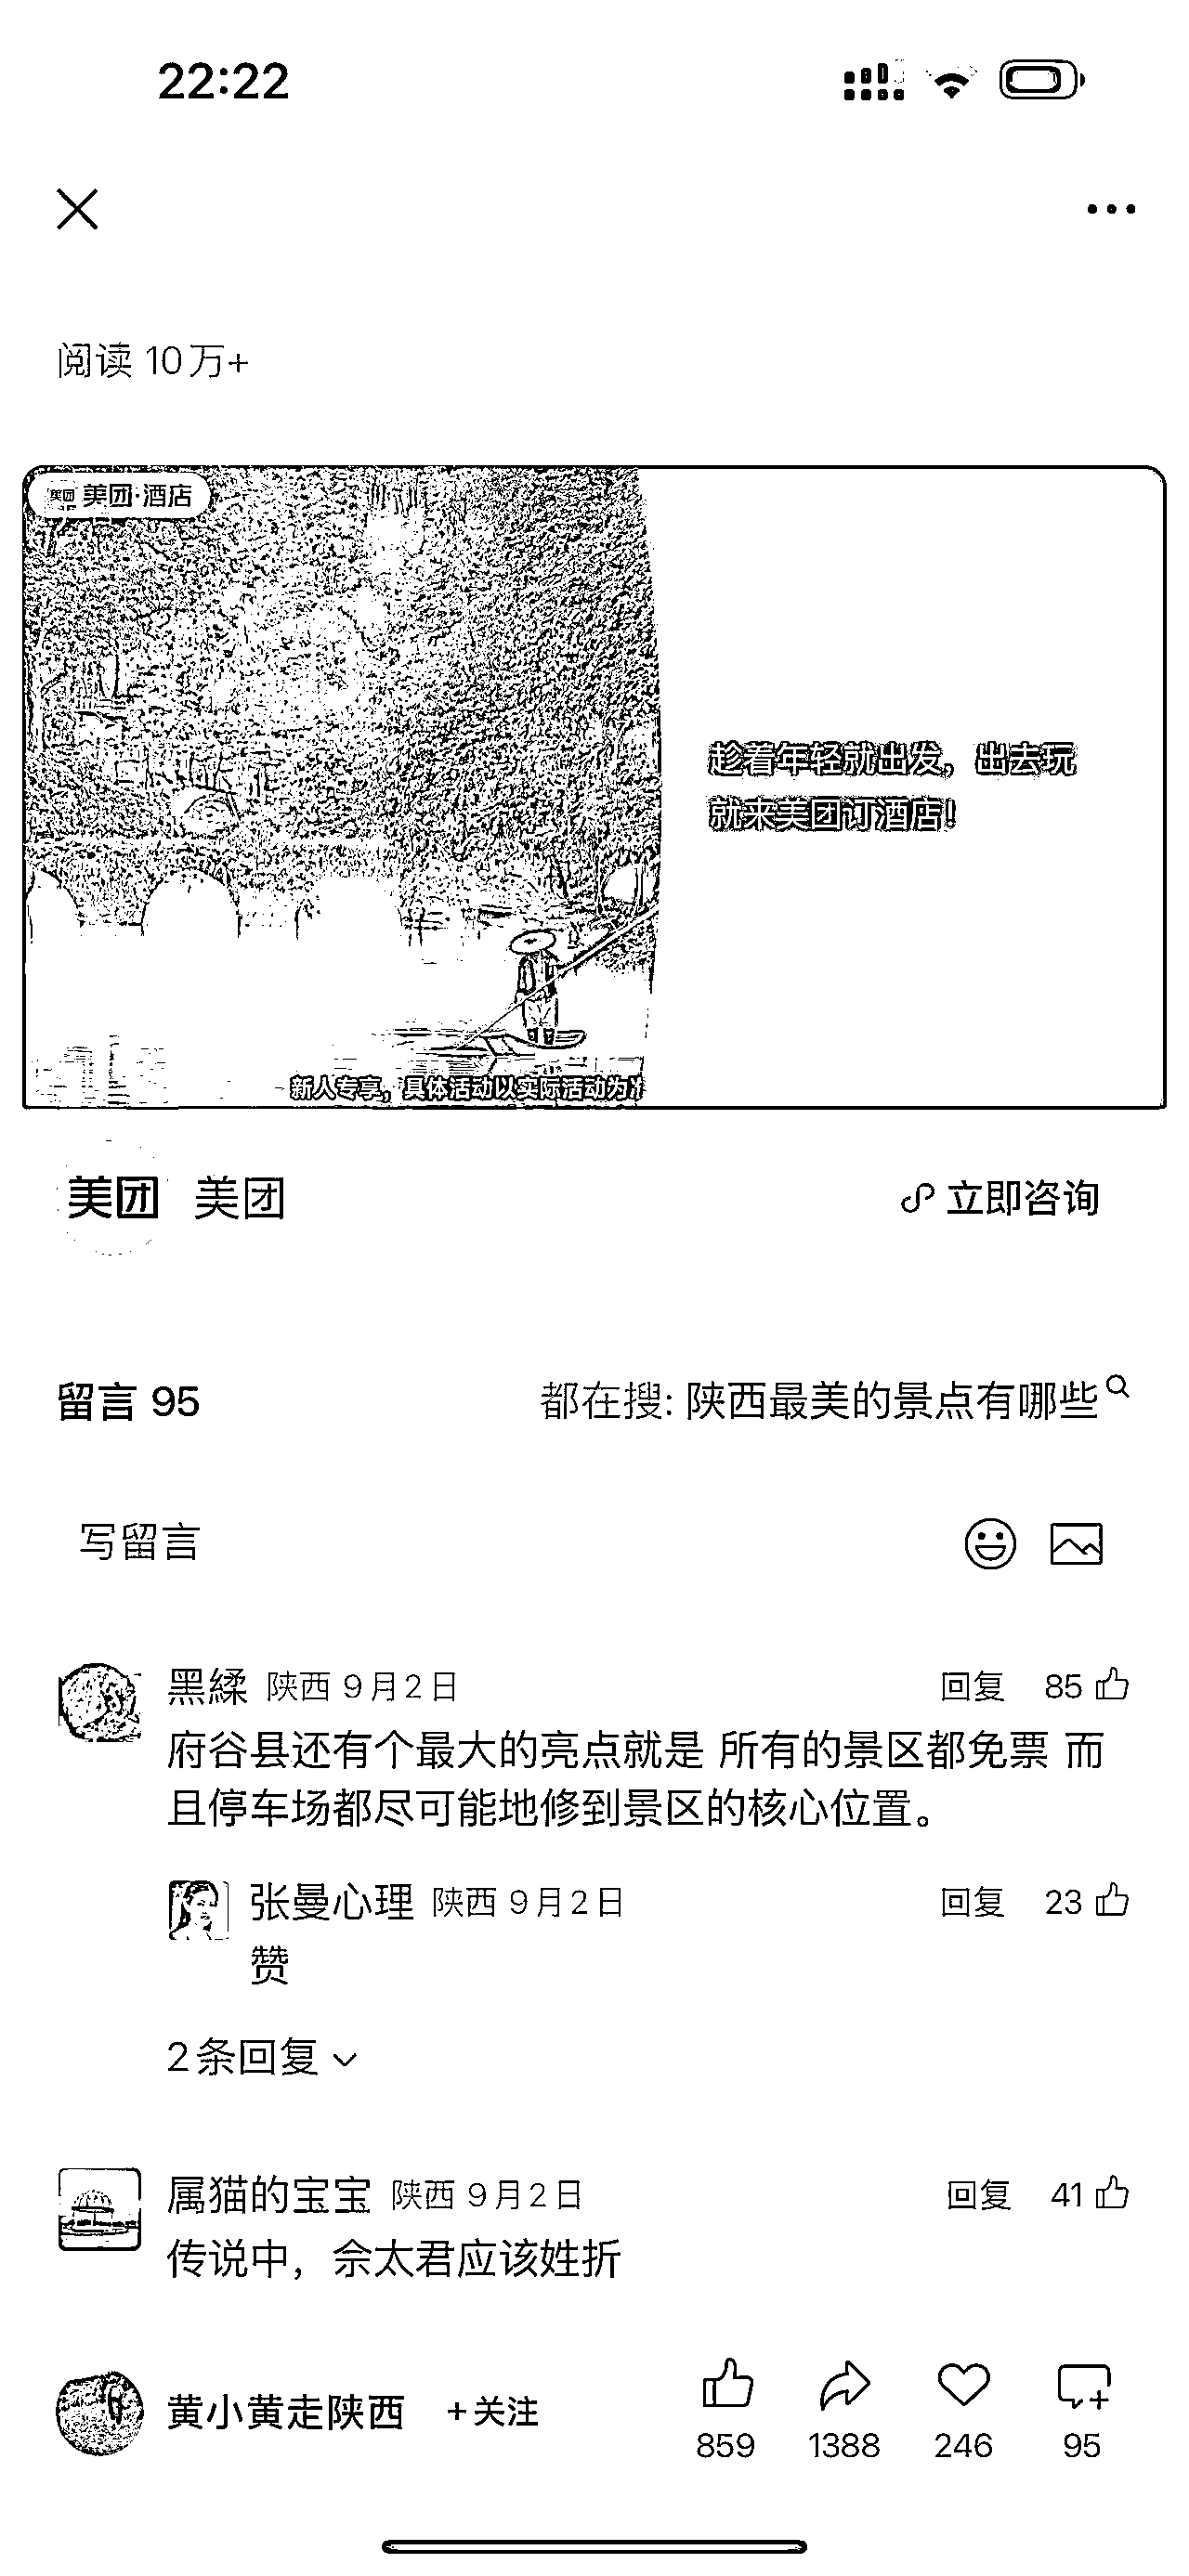 22:22
阅读 10万+
美团 美团·酒店
趁着年轻就出发，出去玩
就来美团订酒店！
新人专享，具体活动以实际活动为
美团 美团
立即咨询
留言 95
都在搜: 陕西最美的景点有哪些
写留言
黑緤 陕西 9月2日 回复 85
府谷县还有个最大的亮点就是 所有的景区都免票 而
且停车场都尽可能地修到景区的核心位置。
张曼心理 陕西 9月2日 回复 23
赞
2条回复
属猫的宝宝 陕西 9月2日 回复 41
传说中，佘太君应该姓折
黄小黄走陕西 +关注
859 1388 246 95